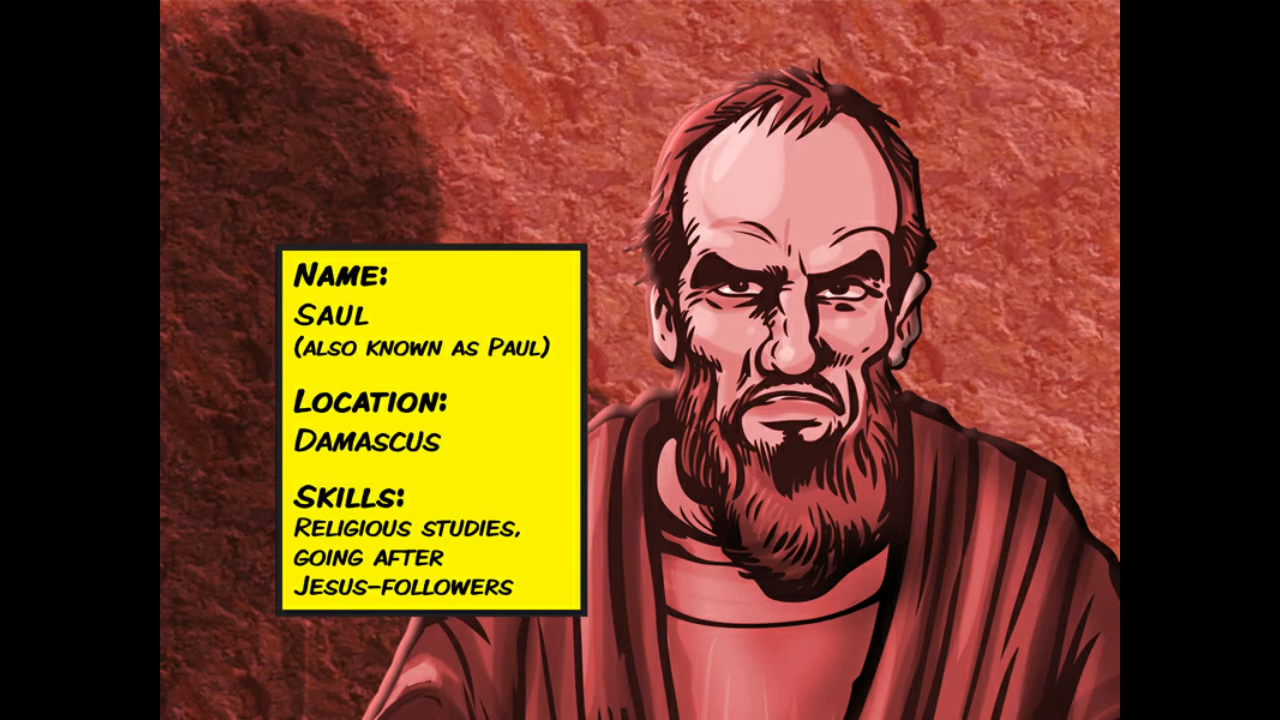 Name:
Saul
(also known as Paul)
Location:
Damascus
Skills:
Religious studies,
going after
Jesus-followers